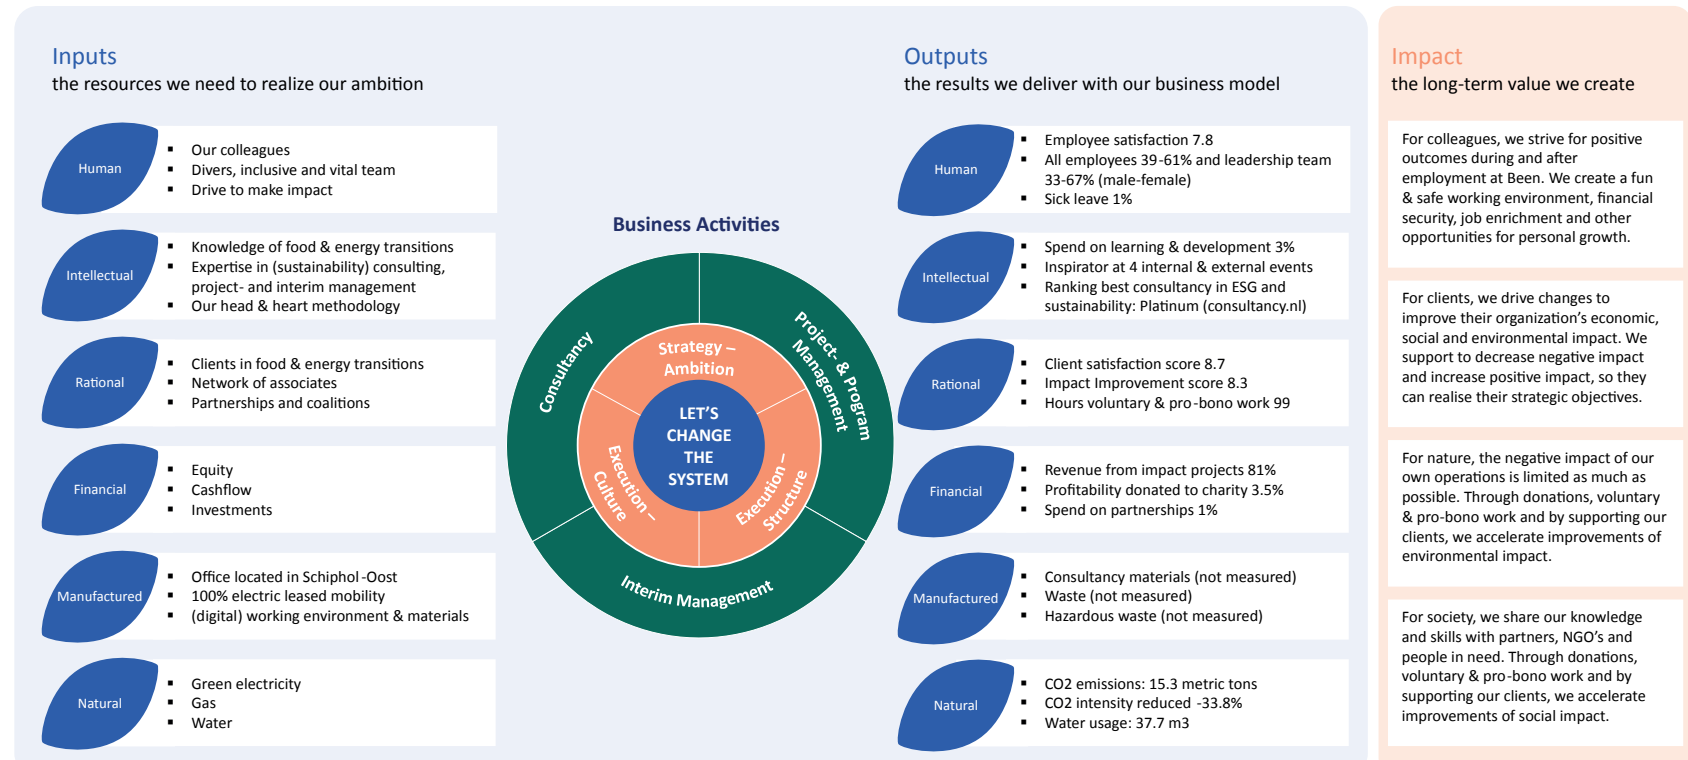 Inputs
the resources we need to realize our ambition
Human
Our colleagues
Divers, inclusive and vital team
Drive to make impact
Intellectual
Knowledge of food & energy transitions
Expertise in (sustainability) consulting,
project- and interim management
Our head & heart methodology
Rational
Clients in food & energy transitions
Network of associates
Partnerships and coalitions
Financial
Equity
Cashflow
Investments
Manufactured
Office located in Schiphol-Oost
100% electric leased mobility
(digital) working environment & materials
Natural
Green electricity
Gas
Water
Business Activities
Consultancy
Project- & Program
Management
Interim Management
Strategy –
Ambition
Execution –
Culture
Execution –
Structure
LET'S
CHANGE
THE
SYSTEM
Outputs
the results we deliver with our business model
Human
Employee satisfaction 7.8
All employees 39-61% and leadership team
33-67% (male-female)
Sick leave 1%
Intellectual
Spend on learning & development 3%
Inspirator at 4 internal & external events
Ranking best consultancy in ESG and
sustainability: Platinum (consultancy.nl)
Rational
Client satisfaction score 8.7
Impact Improvement score 8.3
Hours voluntary & pro-bono work 99
Financial
Revenue from impact projects 81%
Profitability donated to charity 3.5%
Spend on partnerships 1%
Manufactured
Consultancy materials (not measured)
Waste (not measured)
Hazardous waste (not measured)
Natural
CO2 emissions: 15.3 metric tons
CO2 intensity reduced -33.8%
Water usage: 37.7 m3
Impact
the long-term value we create
For colleagues, we strive for positive
outcomes during and after
employment at Been. We create a fun
& safe working environment, financial
security, job enrichment and other
opportunities for personal growth.
For clients, we drive changes to
improve their organization's economic,
social and environmental impact. We
support to decrease negative impact
and increase positive impact, so they
can realise their strategic objectives.
For nature, the negative impact of our
own operations is limited as much as
possible. Through donations, voluntary
& pro-bono work and by supporting our
clients, we accelerate improvements of
environmental impact.
For society, we share our knowledge
and skills with partners, NGO's and
people in need. Through donations,
voluntary & pro-bono work and by
supporting our clients, we accelerate
improvements of social impact.